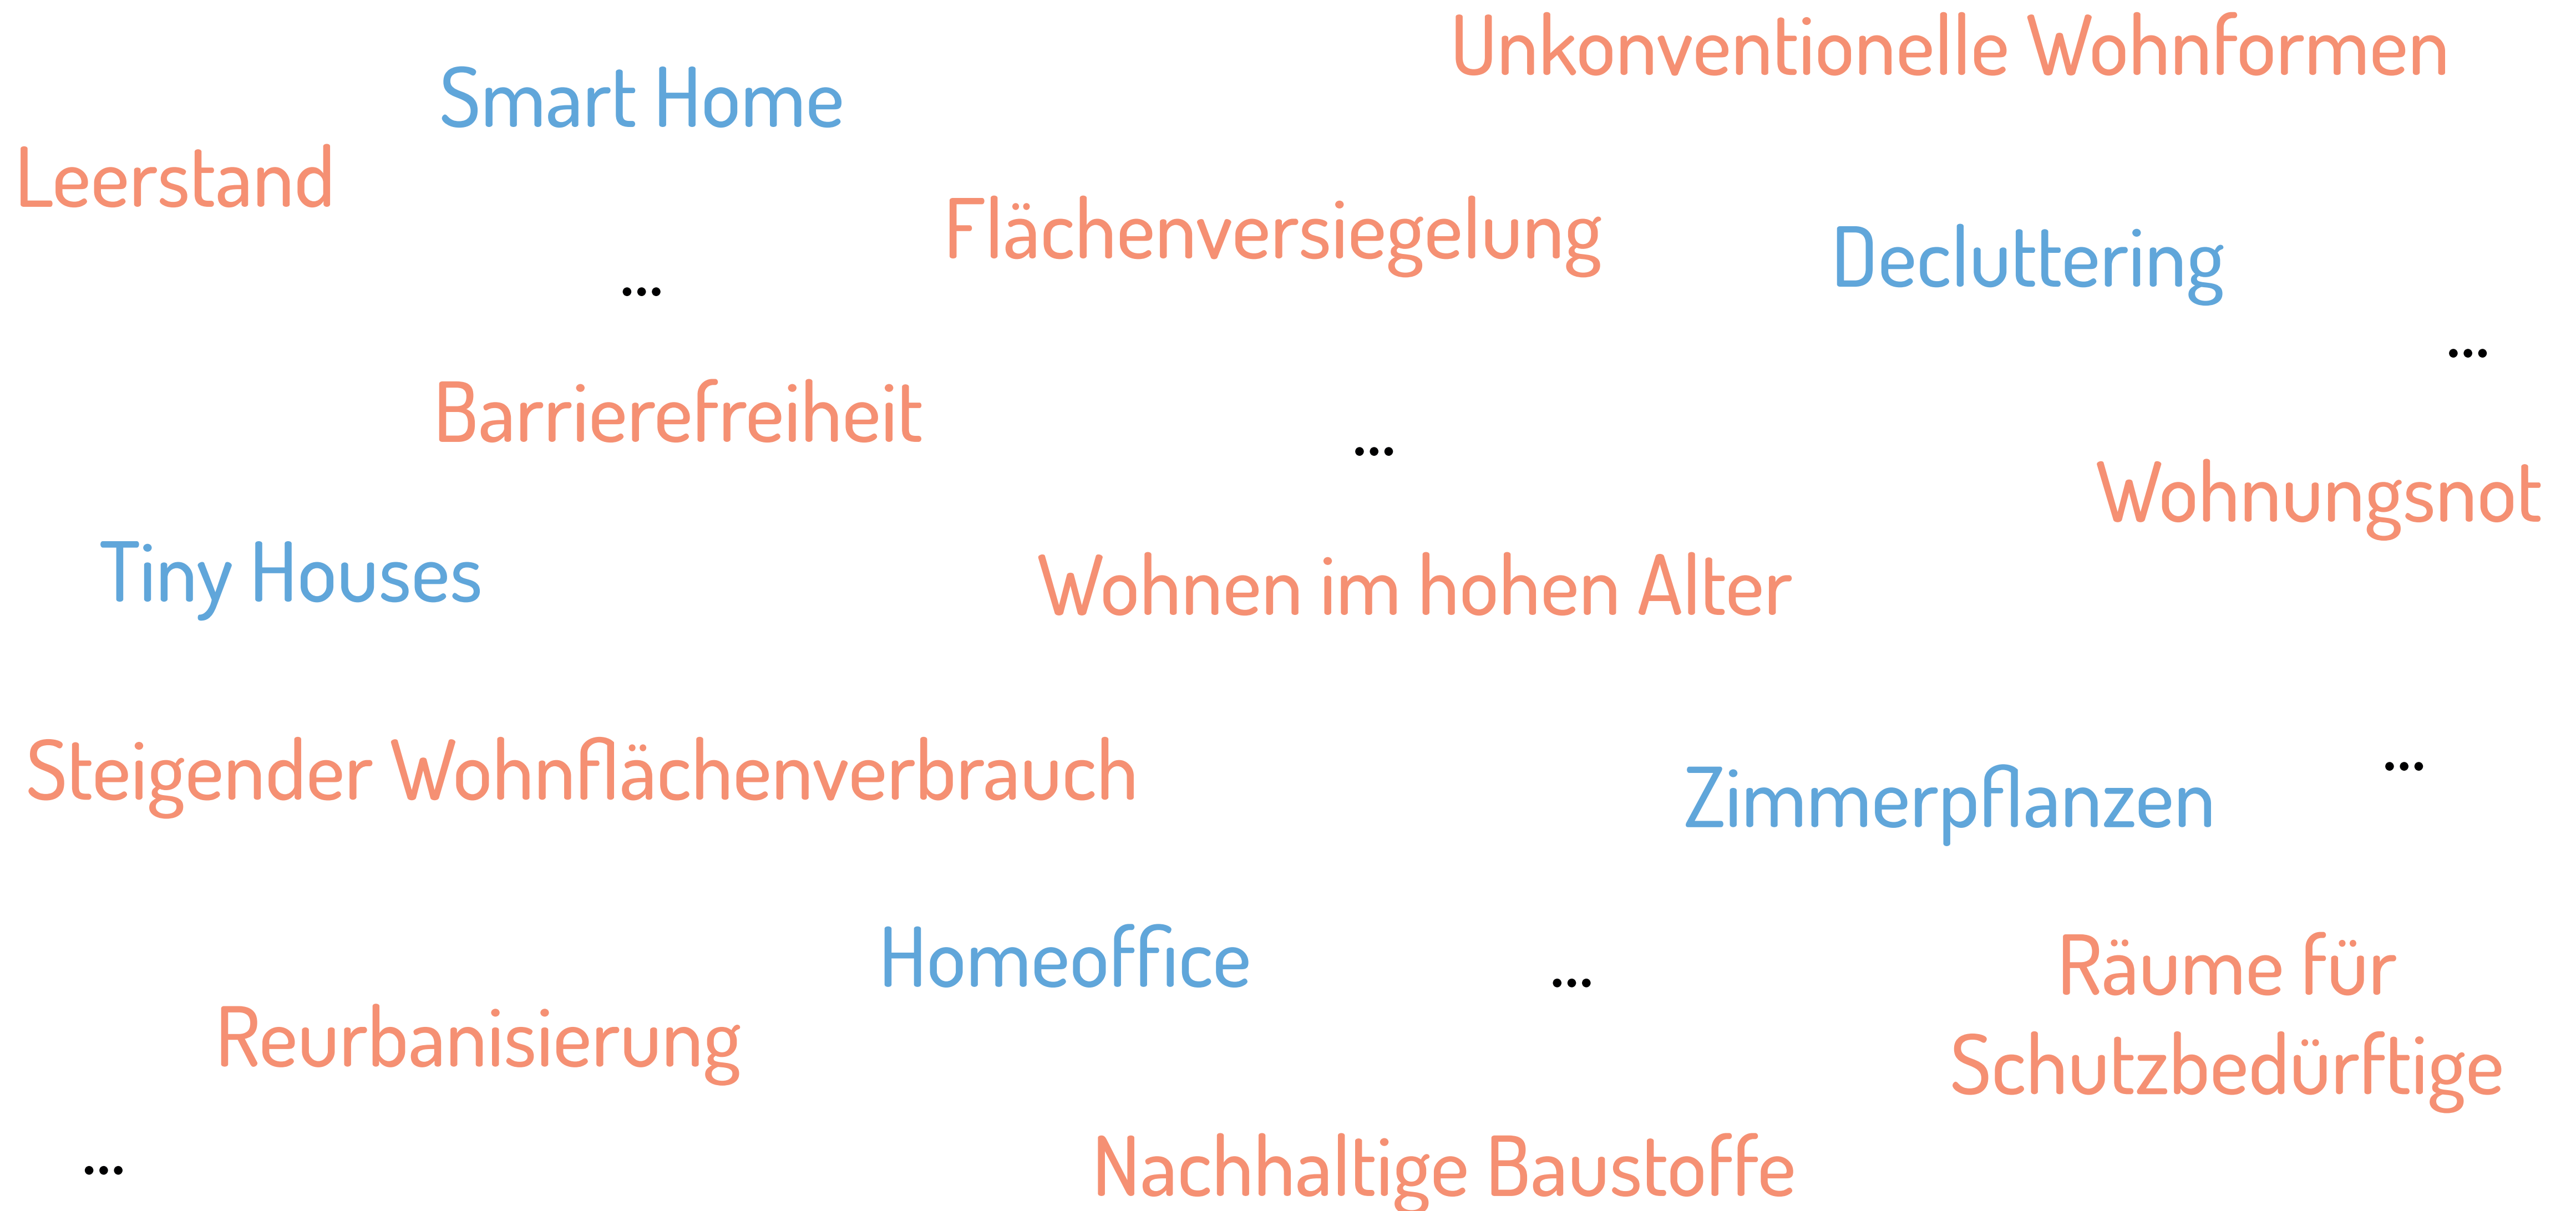 Unkonventionelle Wohnformen
Smart Home
Leerstand
Flächenversiegelung
Decluttering
...
...
Barrierefreiheit
...
Wohnungsnot
Tiny Houses
Wohnen im hohen Alter
Steigender Wohnflächenverbrauch
Zimmerpflanzen
...
Homeoffice
...
Räume für
Schutzbedürftige
Reurbanisierung
...
Nachhaltige Baustoffe